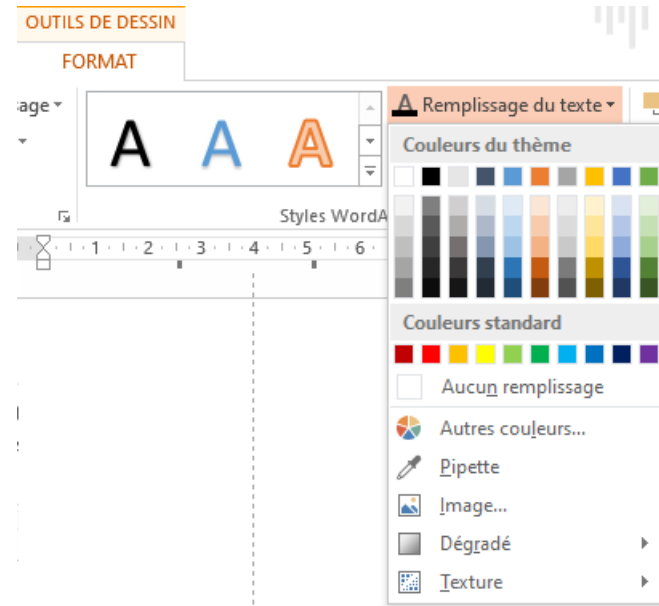 OUTILS DE DESSIN
FORMAT
sage
A Remplissage du texte
A A A
Couleurs du thème
Styles WordA
1 2 3 4 5 6
Couleurs standard
Aucun remplissage
Autres couleurs...
Pipette
Image...
Dégradé
Texture